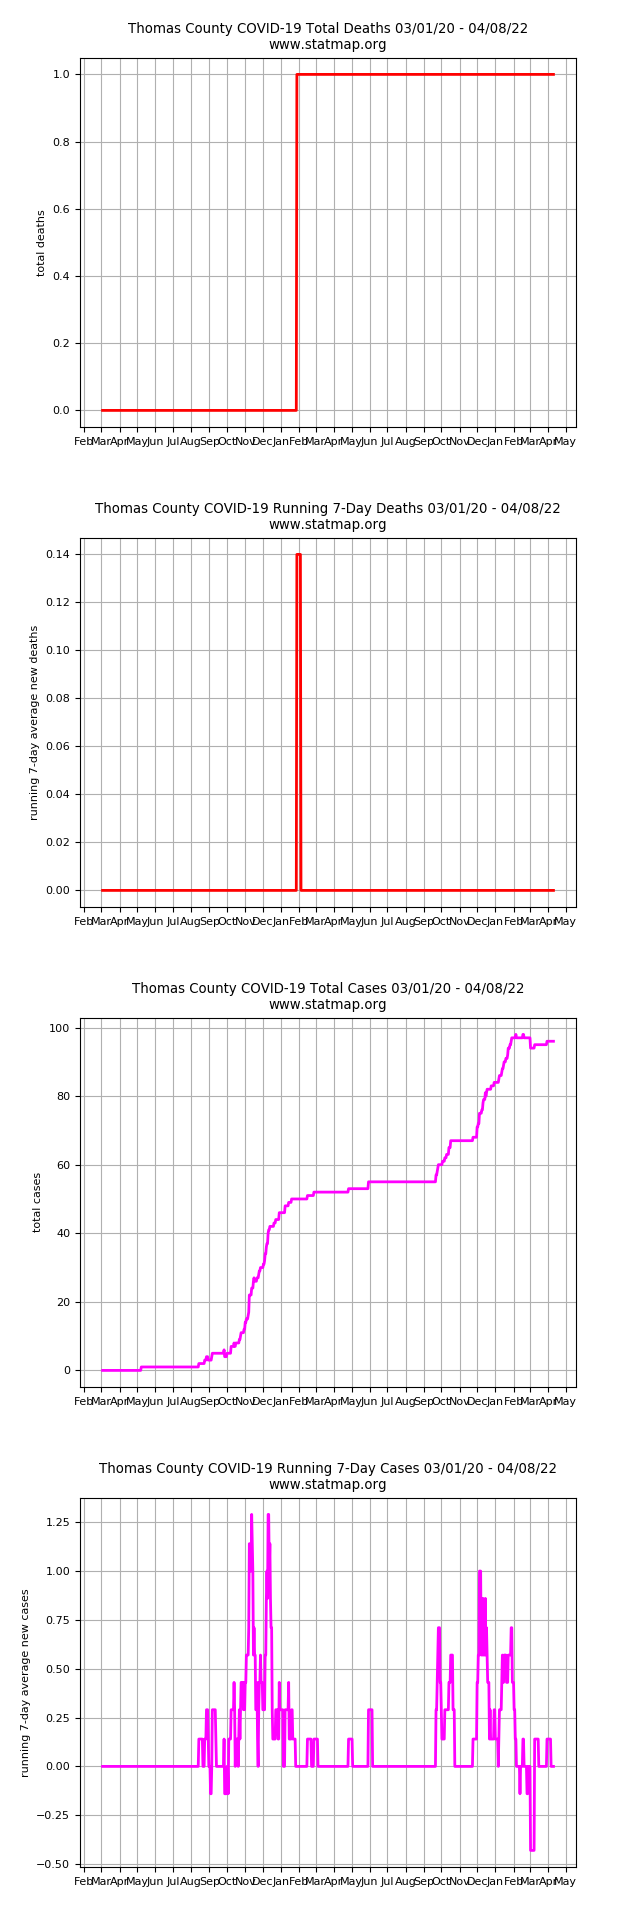 Thomas County COVID-19 Total Deaths 03/01/20 - 04/08/22
www.statmap.org
1.0
0.8
0.6
0.4
0.2
0.0
total deaths
Feb Mar Apr May Jun Jul Aug Sep Oct Nov Dec Jan Feb Mar Apr May Jun Jul Aug Sep Oct Nov Dec Jan Feb Mar Apr May
Thomas County COVID-19 Running 7-Day Deaths 03/01/20 - 04/08/22
www.statmap.org
0.14
0.12
0.10
0.08
0.06
0.04
0.02
0.00
running 7-day average new deaths
Feb Mar Apr May Jun Jul Aug Sep Oct Nov Dec Jan Feb Mar Apr May Jun Jul Aug Sep Oct Nov Dec Jan Feb Mar Apr May
Thomas County COVID-19 Total Cases 03/01/20 - 04/08/22
www.statmap.org
100
80
60
40
20
0
total cases
Feb Mar Apr May Jun Jul Aug Sep Oct Nov Dec Jan Feb Mar Apr May Jun Jul Aug Sep Oct Nov Dec Jan Feb Mar Apr May
Thomas County COVID-19 Running 7-Day Cases 03/01/20 - 04/08/22
www.statmap.org
1.25
1.00
0.75
0.50
0.25
0.00
−0.25
−0.50
running 7-day average new cases
Feb Mar Apr May Jun Jul Aug Sep Oct Nov Dec Jan Feb Mar Apr May Jun Jul Aug Sep Oct Nov Dec Jan Feb Mar Apr May